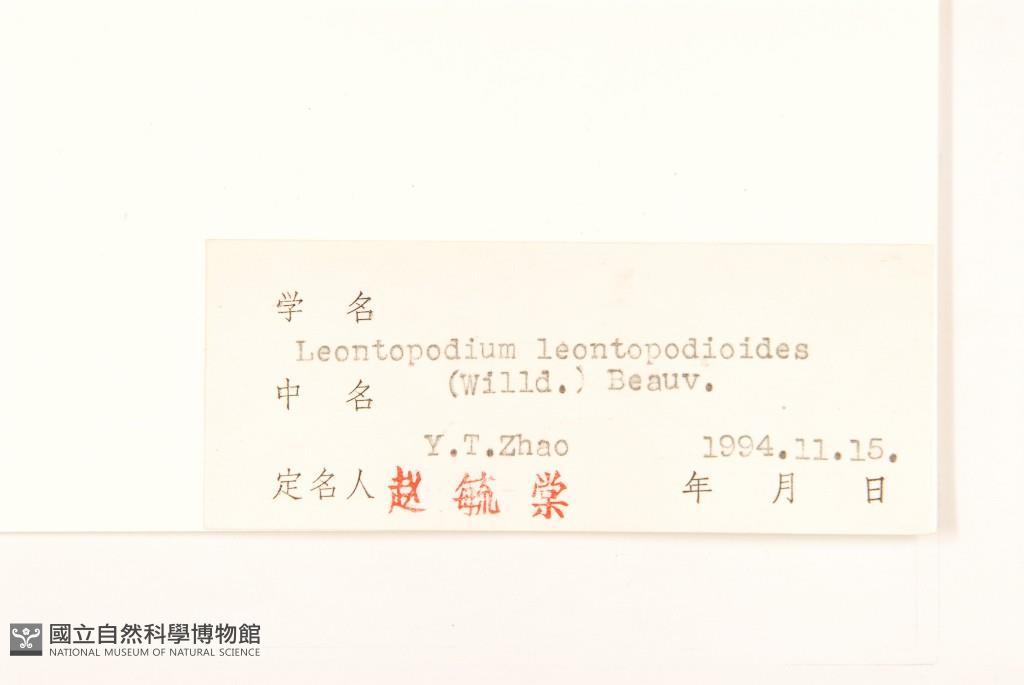 学 名
Leontopodium leontopodioides
(Willd.) Beauv.
中 名
Y.T.Zhao 1994.11.15.
定名人 赵 毓 棠 年 月 日
國立自然科學博物館
NATIONAL MUSEUM OF NATURAL SCIENCE